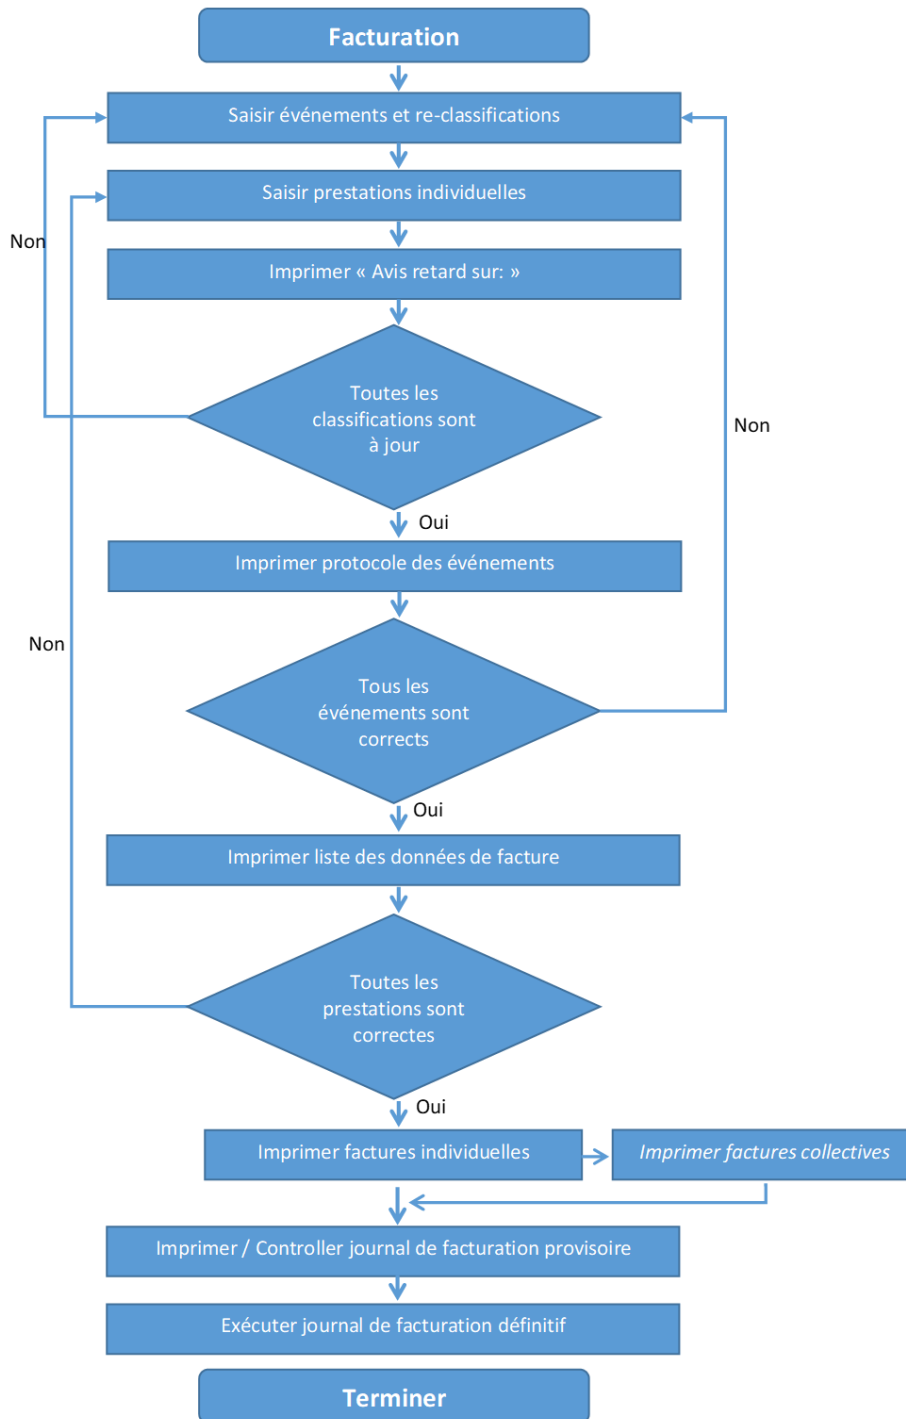 Facturation
Saisir événements et re-classifications
Saisir prestations individuelles
Non
Imprimer « Avis retard sur: »
Toutes les
classifications sont
à jour
Non
Oui
Imprimer protocole des événements
Non
Tous les
événements sont
corrects
Oui
Imprimer liste des données de facture
Toutes les
prestations sont
correctes
Oui
Imprimer factures individuelles
Imprimer factures collectives
Imprimer / Controller journal de facturation provisoire
Exécuter journal de facturation définitif
Terminer